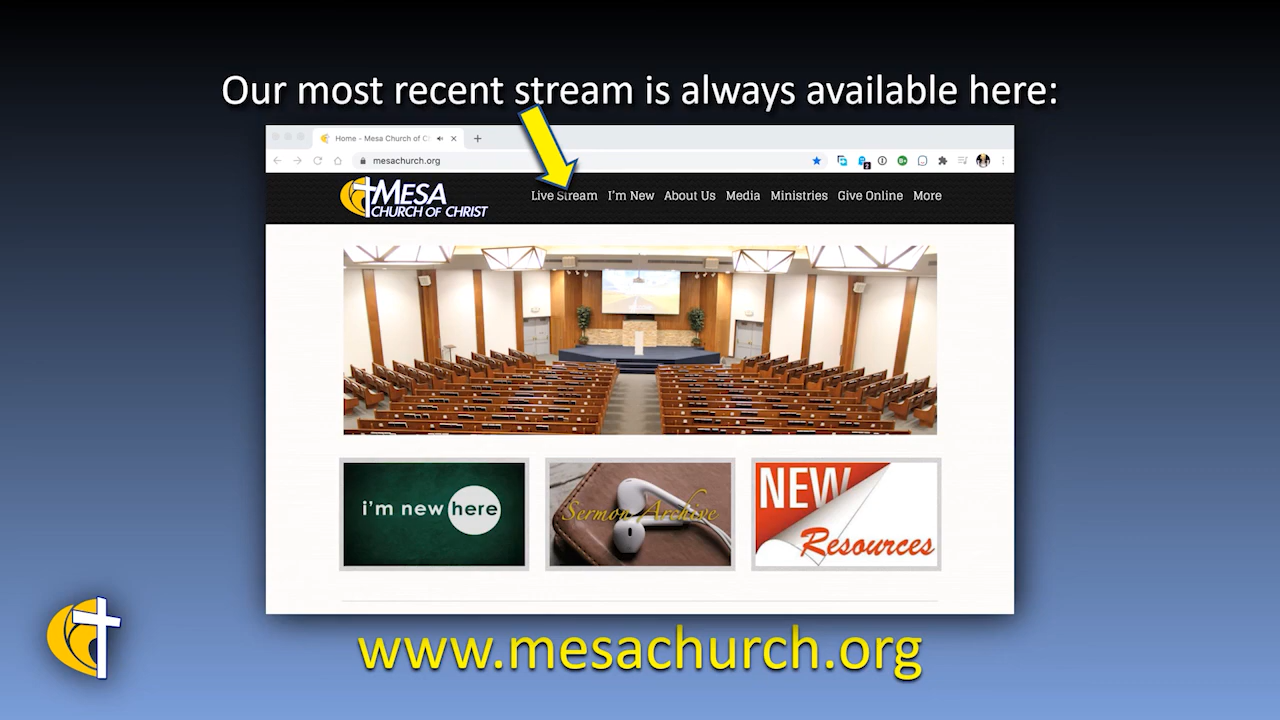 Our most recent stream is always available here:
Home - Mesa Church of C
mesachurch.org
MESA
CHURCH OF CHRIST
Live Stream I'm New About Us Media Ministries Give Online More
i'm new here
Sermon Archive
NEW
Resources
www.mesachurch.org